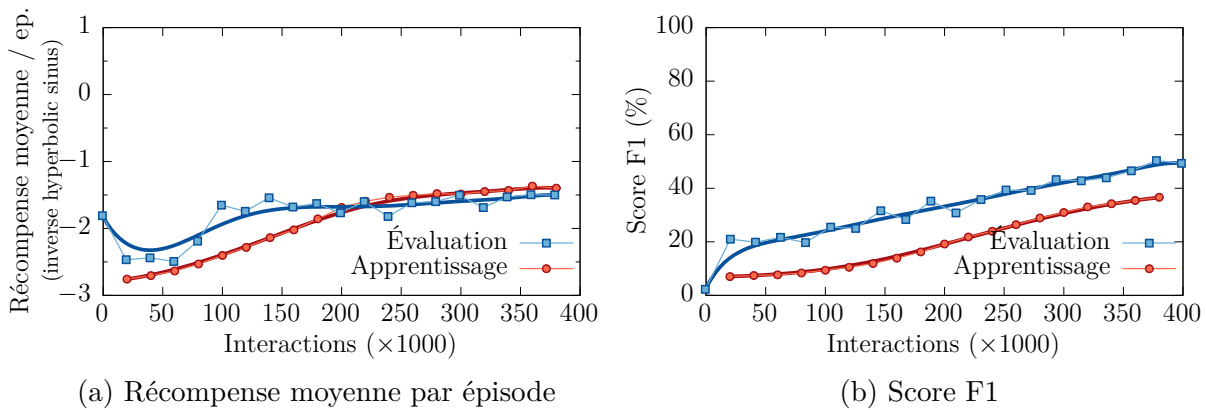 Récompense moyenne / ep.
(inverse hyperbolic sinus)
1
0
−1
−2
−3
0 50 100 150 200 250 300 350 400
Interactions (×1000)
Évaluation
Apprentissage
(a) Récompense moyenne par épisode
Score F1 (%)
100
80
60
40
20
0
0 50 100 150 200 250 300 350 400
Interactions (×1000)
Évaluation
Apprentissage
(b) Score F1